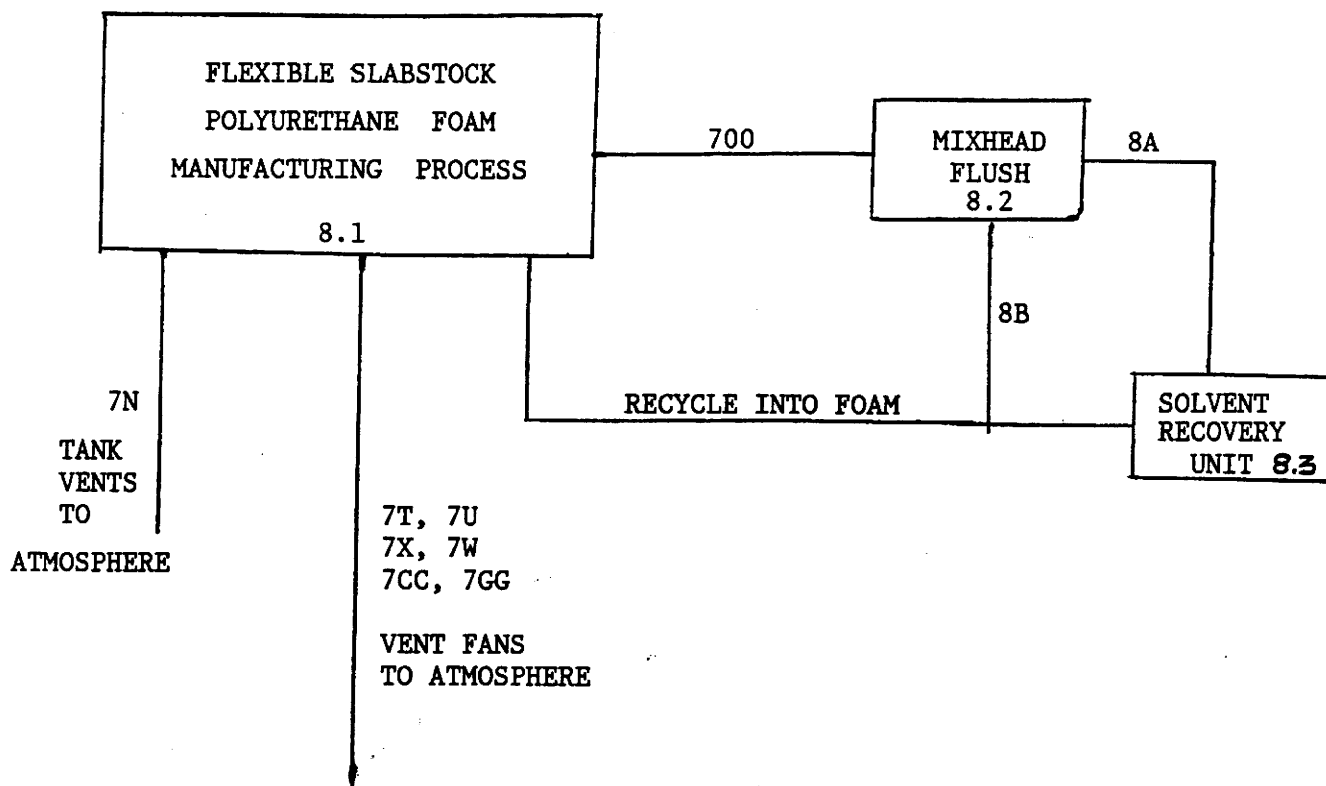 FLEXIBLE SLABSTOCK
POLYURETHANE FOAM
MANUFACTURING PROCESS
8.1
700
MIXHEAD
FLUSH
8.2
8A
8B
7N
TANK
VENTS
TO
ATMOSPHERE
RECYCLE INTO FOAM
SOLVENT
RECOVERY
UNIT 8.3
7T, 7U
7X, 7W
7CC, 7GG
VENT FANS
TO ATMOSPHERE